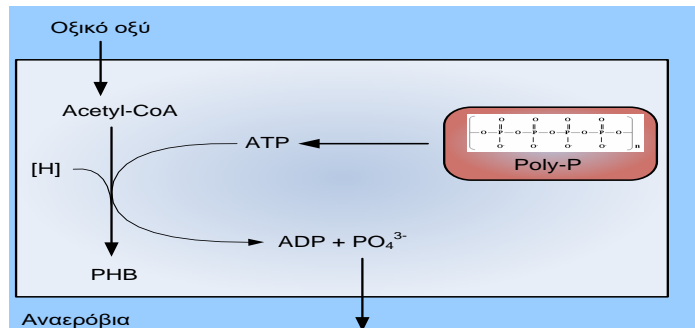 Οξικό οξύ
Acetyl-CoA
[H]
ATP
O O O O
O P O P O P O P O
O- O- O- O-
n
Poly-P
ADP + PO₄³⁻
PHB
Αναερόβια